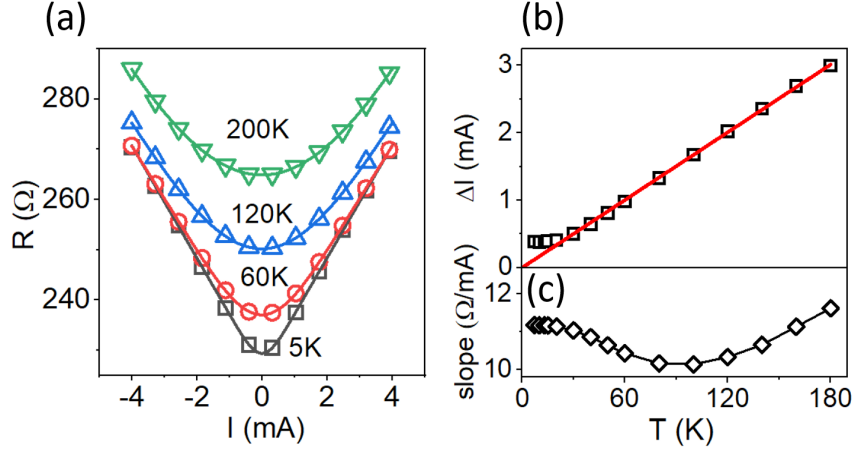 (a)
R (Ω)
280
260
240
200K
120K
60K
5K
-4 -2 0 2 4
I (mA)
(b)
ΔI (mA)
3
2
1
0
(c)
slope (Ω/mA)
12
11
10
0 60 120 180
T (K)